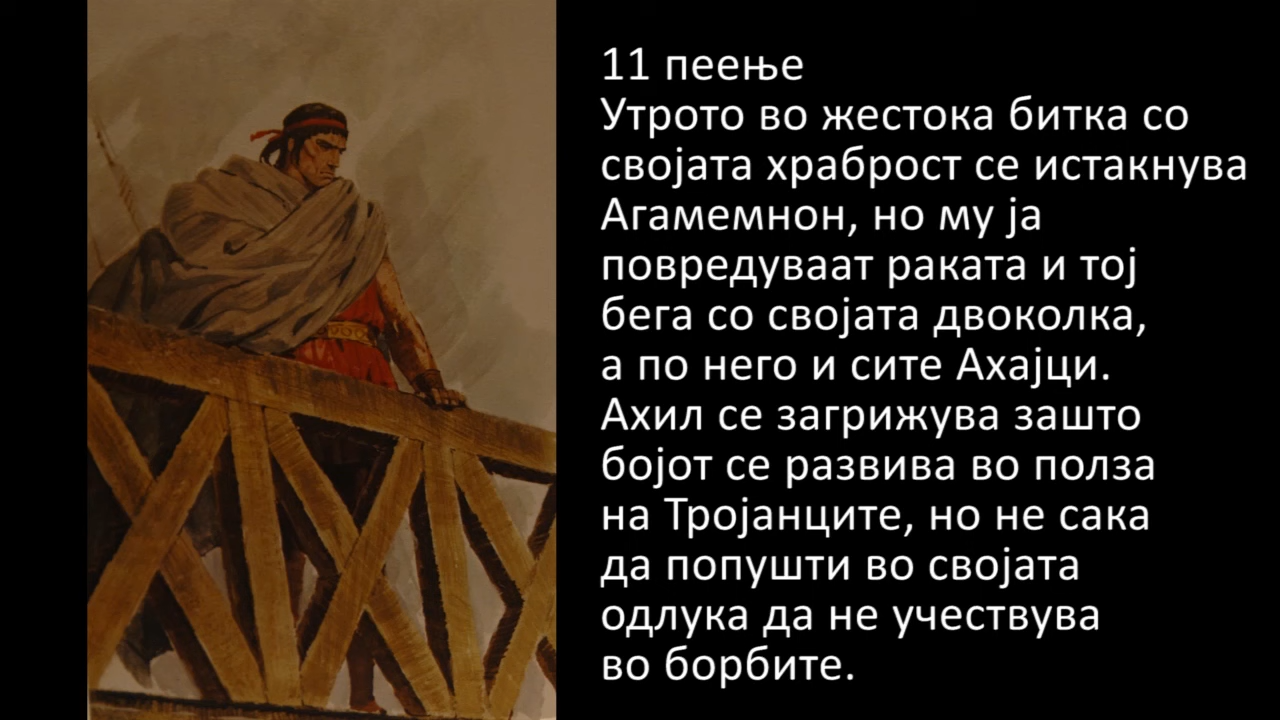 11 пеење
Утрото во жестока битка со
својата храброст се истакнува
Агамемнон, но му ја
повредуваат раката и тој
бега со својата двоколка,
а по него и сите Ахајци.
Ахил се загрижува зашто
бојот се развива во полза
на Тројанците, но не сака
да попушти во својата
одлука да не учествува
во борбите.